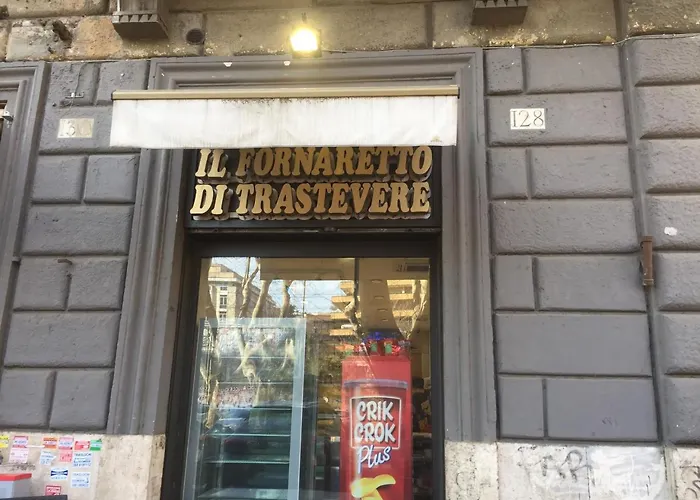 128
IL FORNARETTO
DI TRASTEVERE
CRIK
CROK
Plus